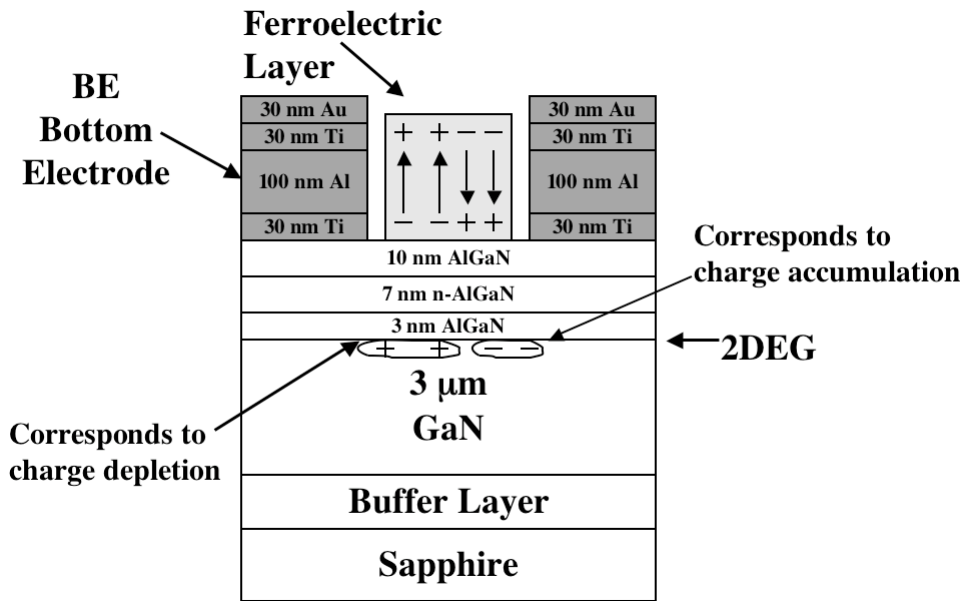 Ferroelectric
Layer
BE
Bottom
Electrode
30 nm Au
30 nm Ti
100 nm Al
30 nm Ti
+ + − −
− − + +
30 nm Au
30 nm Ti
100 nm Al
30 nm Ti
10 nm AlGaN
7 nm n-AlGaN
3 nm AlGaN
Corresponds to
charge accumulation
2DEG
+ + − −
3 μm
GaN
Corresponds to
charge depletion
Buffer Layer
Sapphire